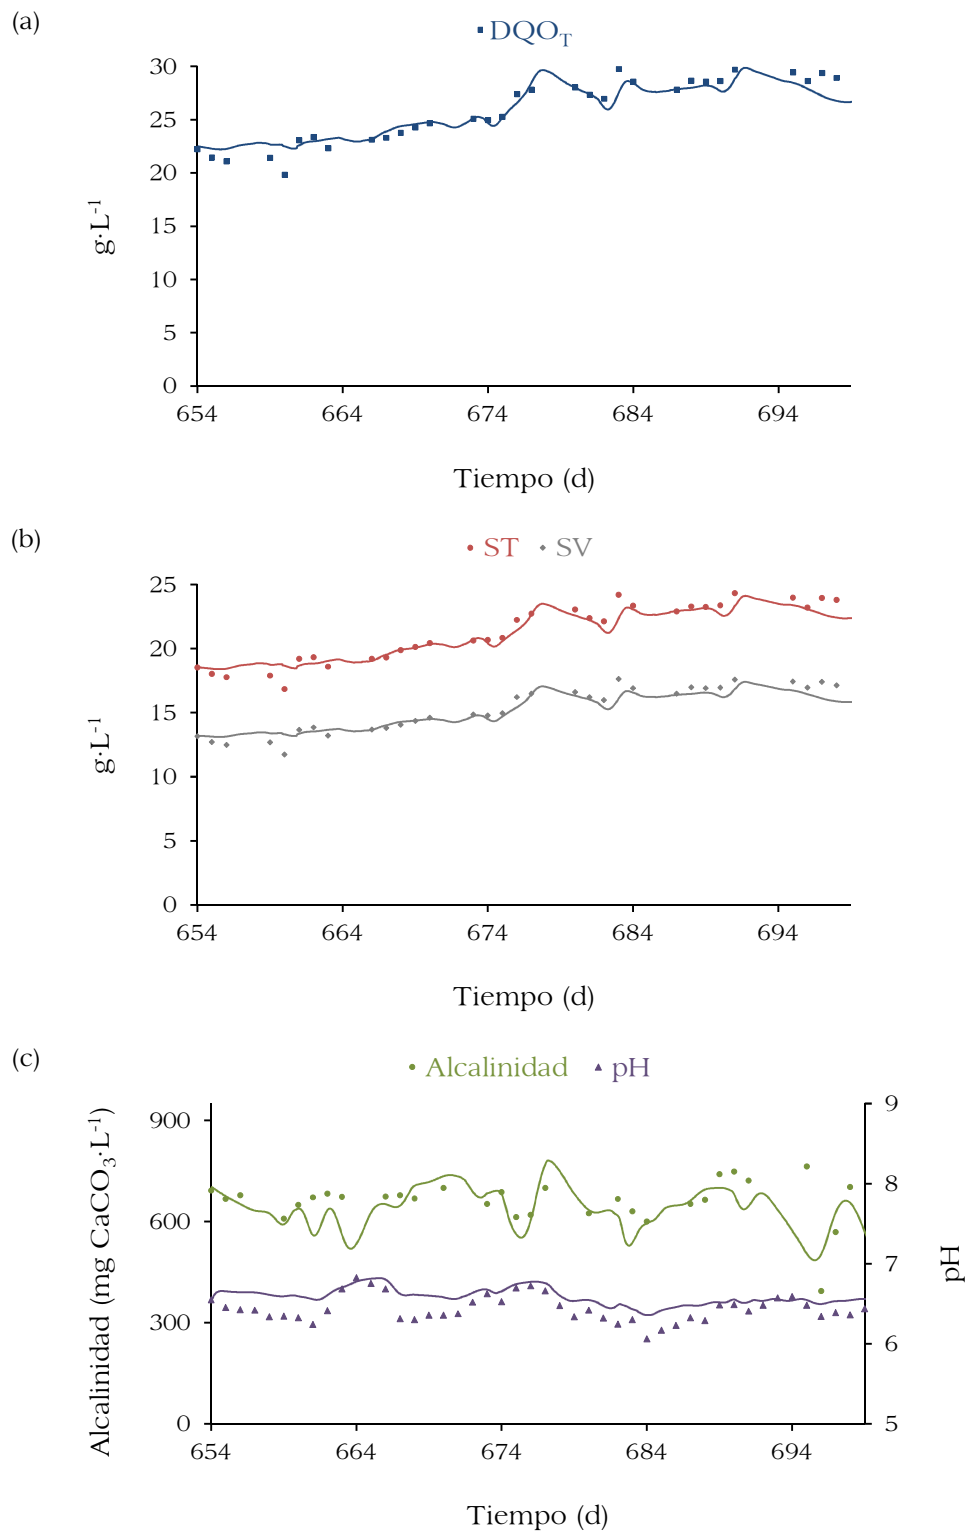 (a)
DQO_T
30
25
20
15
10
5
0
g·L⁻¹
654 664 674 684 694
Tiempo (d)
(b)
ST SV
25
20
15
10
5
0
g·L⁻¹
654 664 674 684 694
Tiempo (d)
(c)
Alcalinidad pH
900
600
300
0
Alcalinidad (mg CaCO₃·L⁻¹)
9
8
7
6
5
pH
654 664 674 684 694
Tiempo (d)